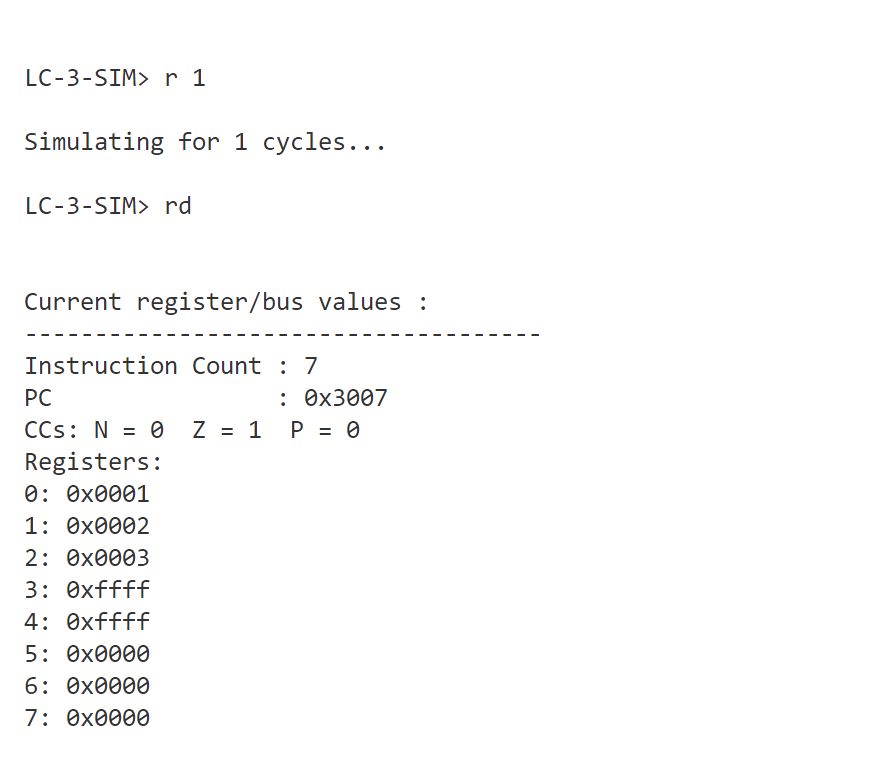 LC-3-SIM> r 1
Simulating for 1 cycles...
LC-3-SIM> rd
Current register/bus values :
-------------------------------------
Instruction Count : 7
PC                : 0x3007
CCs: N = 0  Z = 1  P = 0
Registers:
0: 0x0001
1: 0x0002
2: 0x0003
3: 0xffff
4: 0xffff
5: 0x0000
6: 0x0000
7: 0x0000